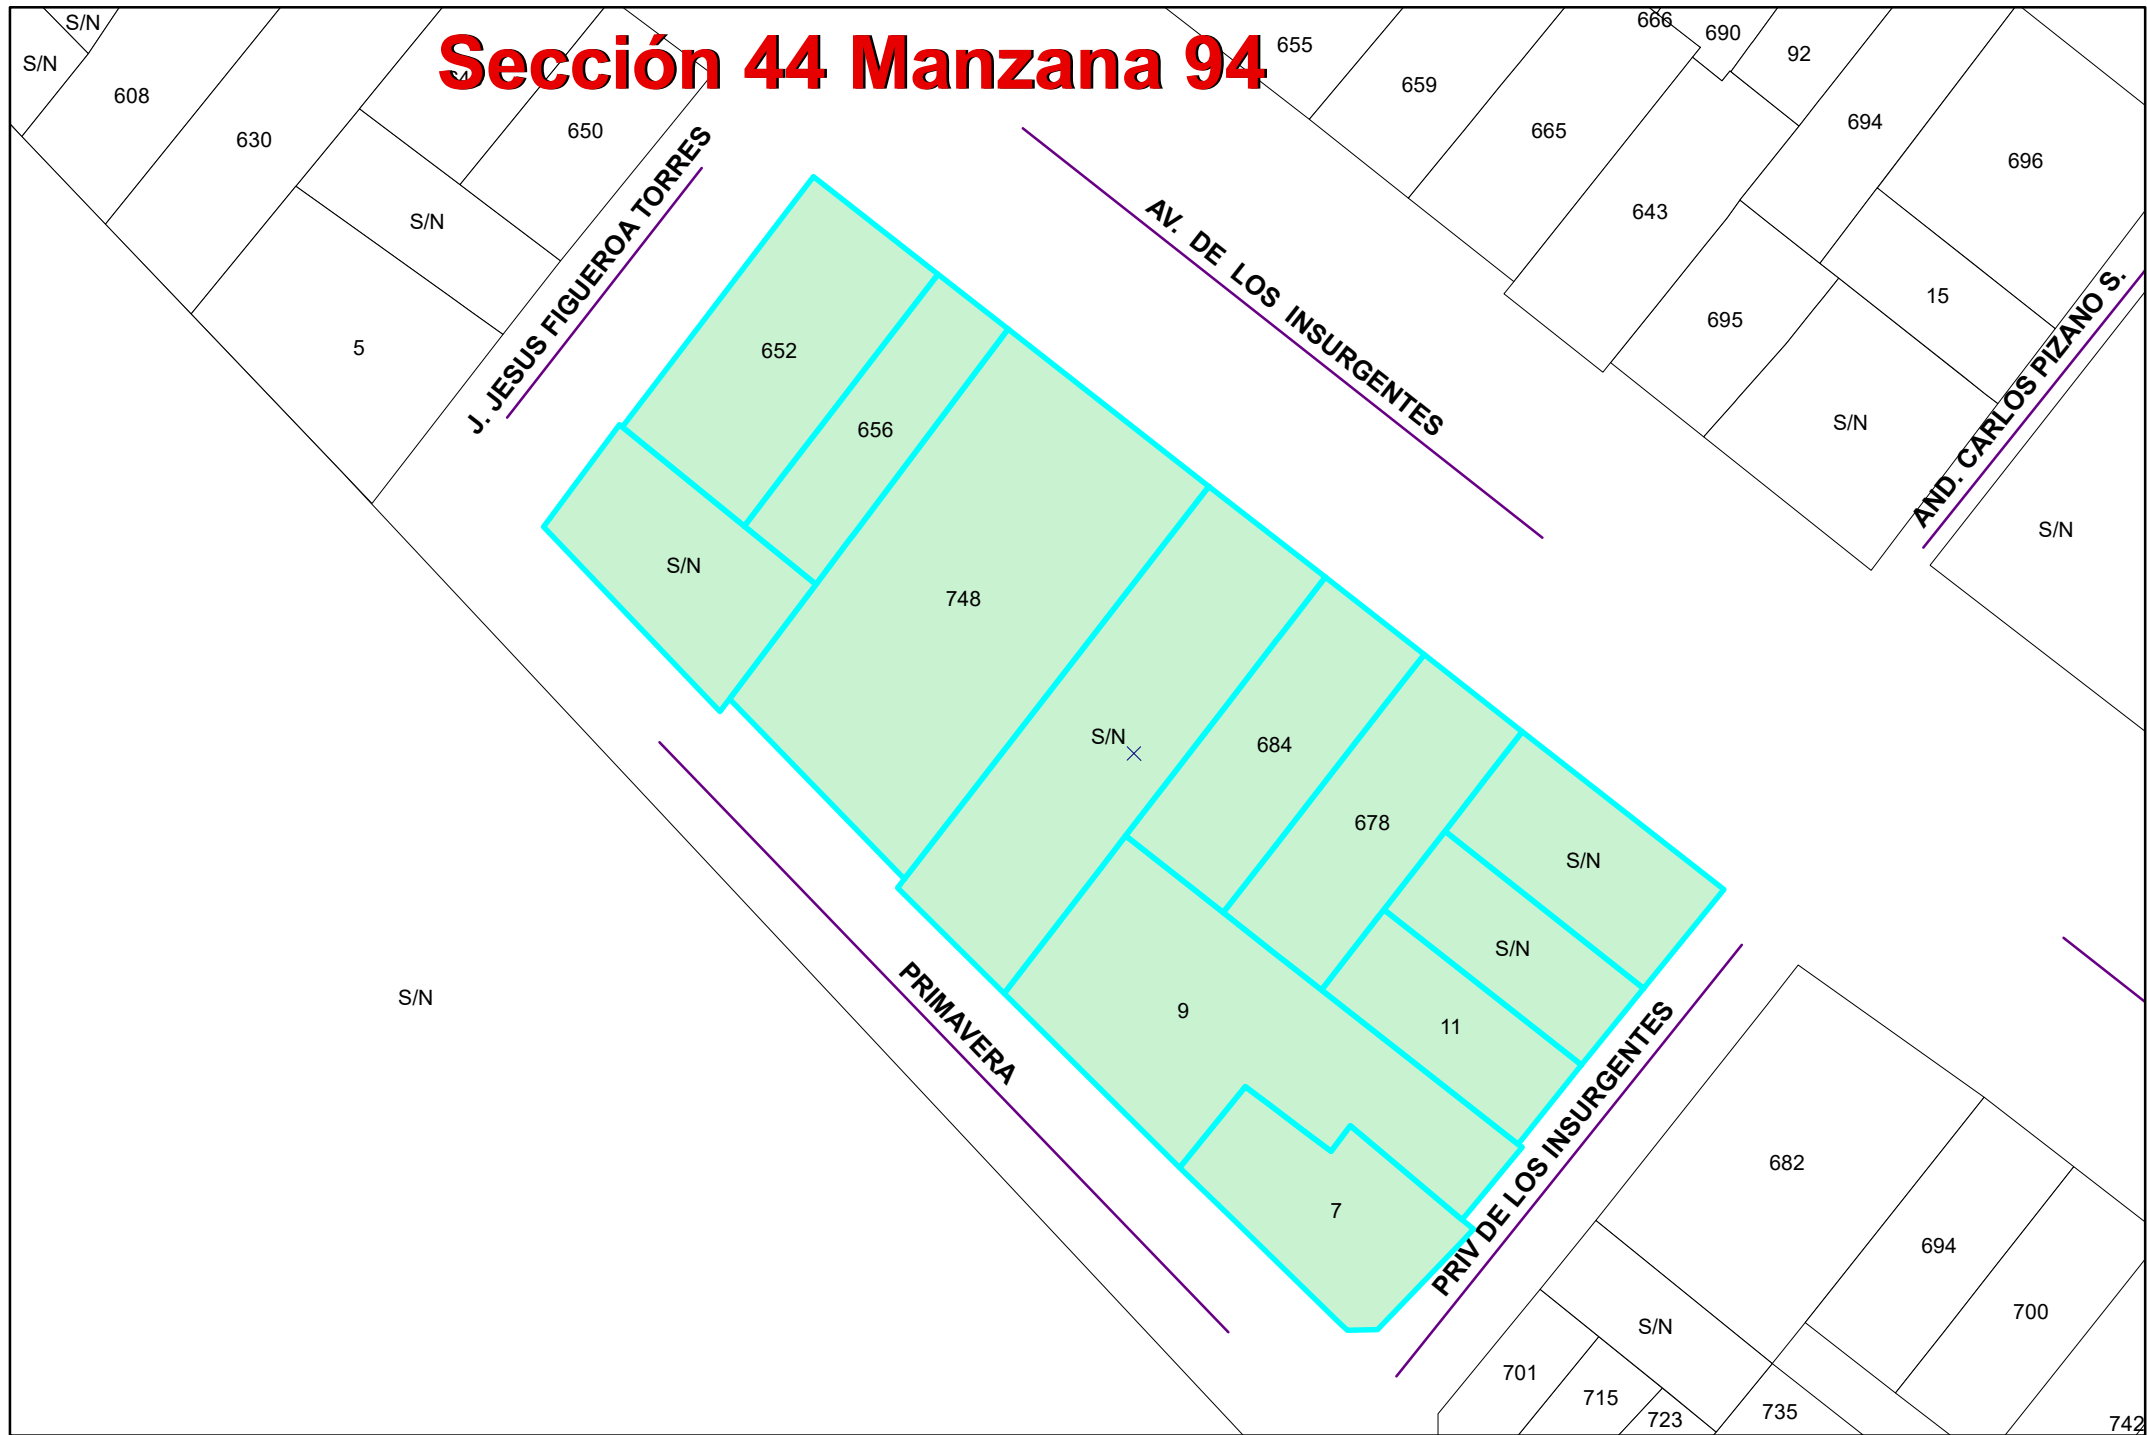 Sección 44 Manzana 94
S/N
S/N
608
630
650
S/N
5
J. JESUS FIGUEROA TORRES
655
659
665
666
690
92
694
696
643
695
15
S/N
AV. DE LOS INSURGENTES
AND. CARLOS PIZANO S.
S/N
652
656
S/N
748
S/N
684
678
S/N
S/N
11
9
7
S/N
PRIMAVERA
PRIV DE LOS INSURGENTES
682
694
700
S/N
701
715
723
735
742